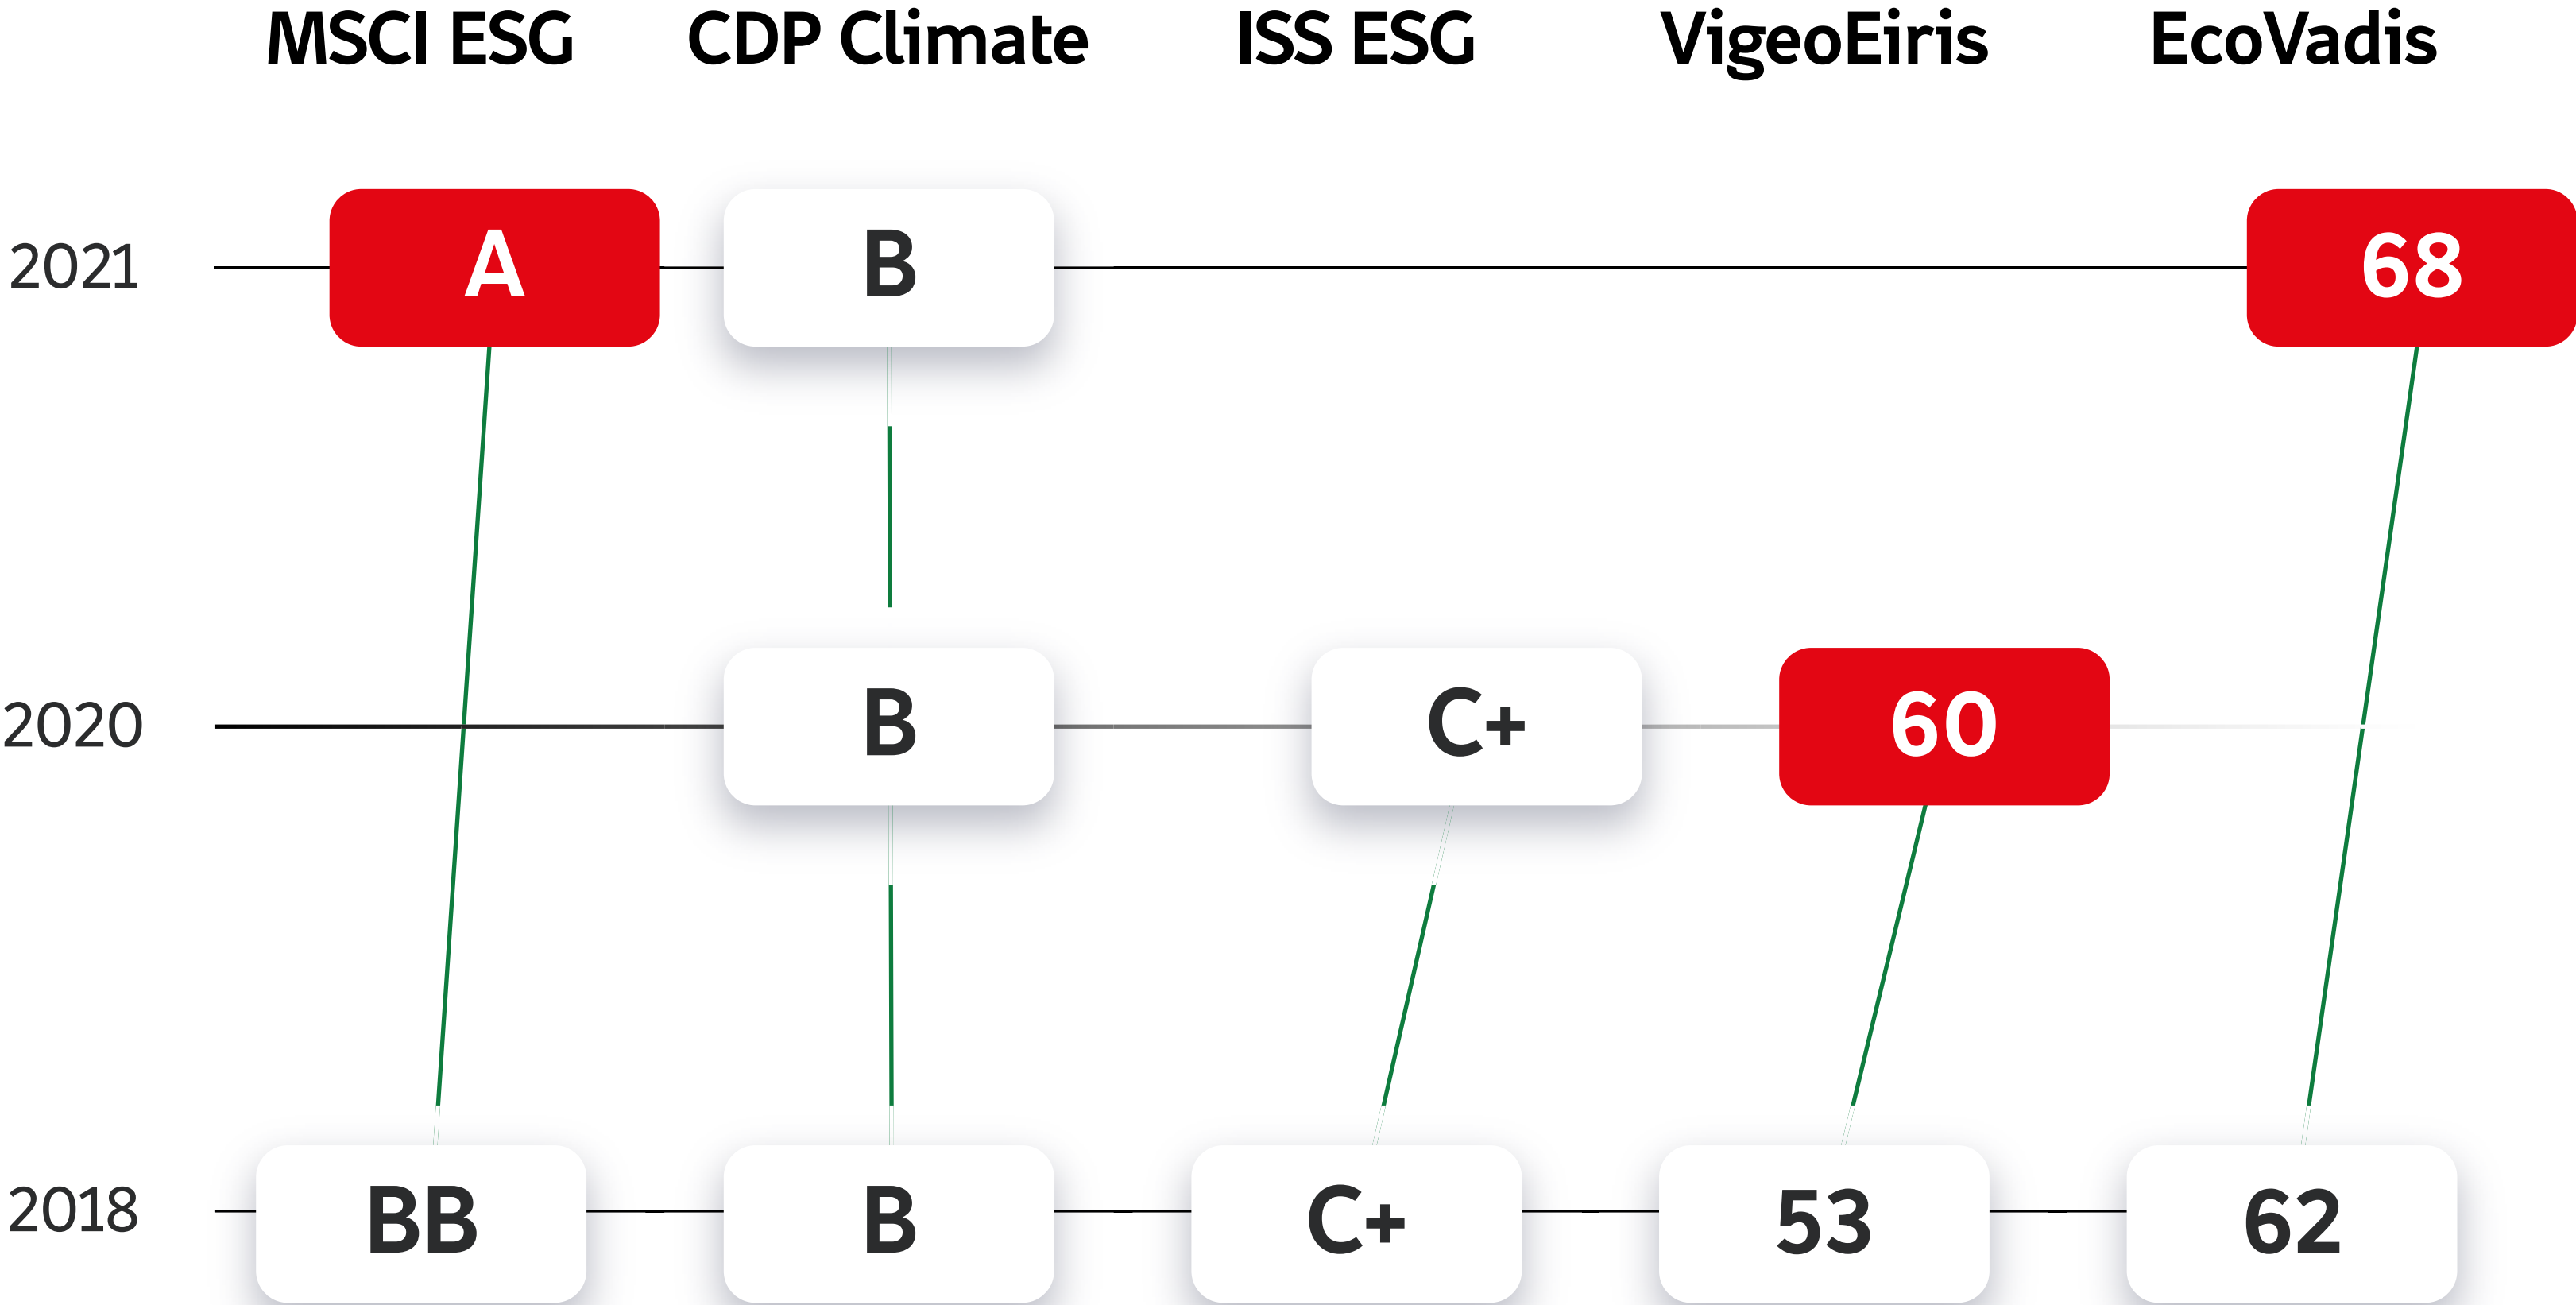 MSCI ESG CDP Climate ISS ESG VigeoEiris EcoVadis
2021 A B 68
2020 B C+ 60
2018 BB B C+ 53 62